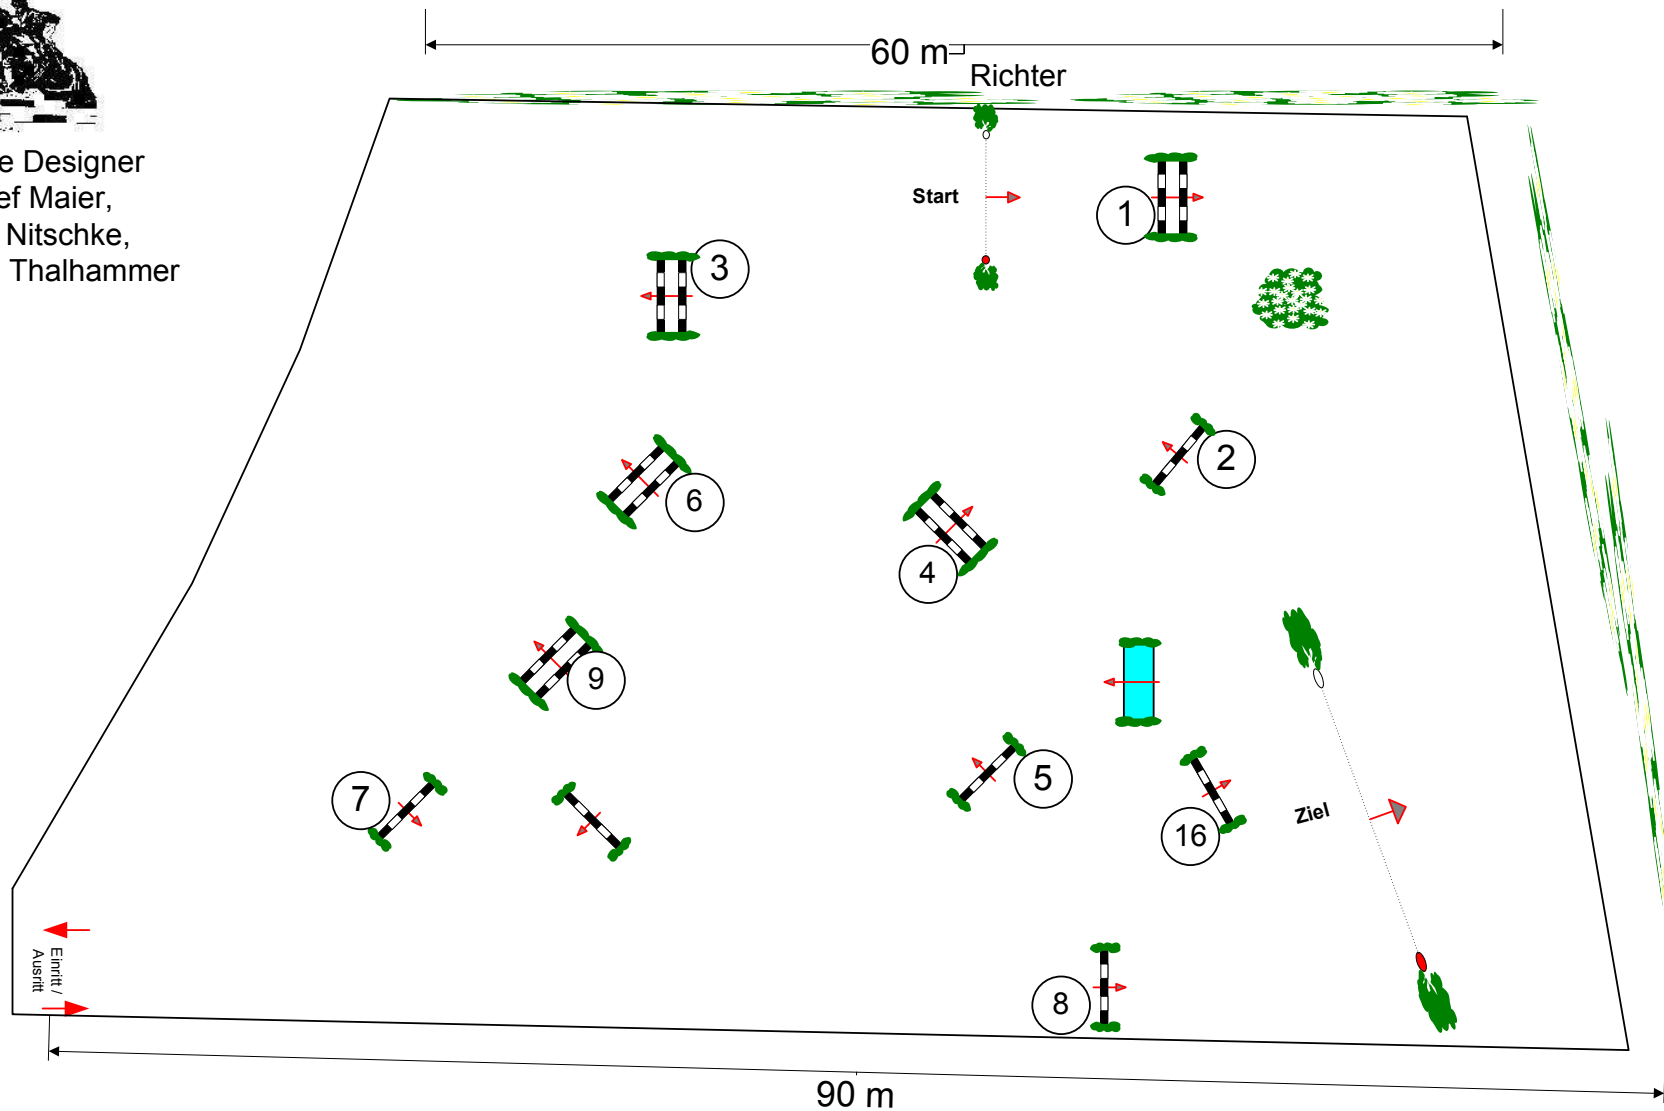 60 m
Richter
e Designer
ef Maier,
Nitschke,
Thalhammer
Start
1
3
2
6
4
9
5
7
16
Ziel
8
Einritt /
Ausritt
90 m